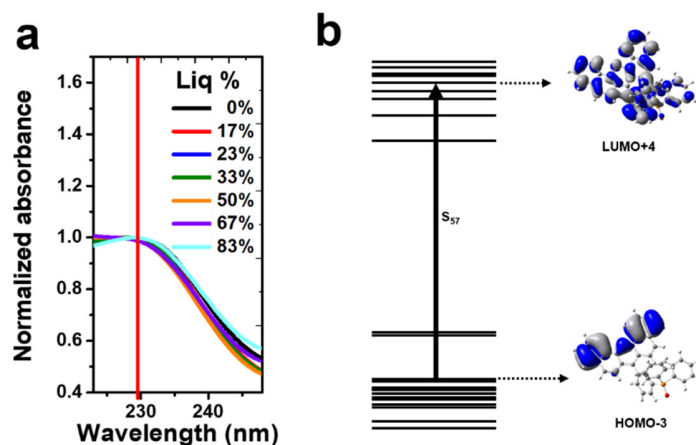 a
b
Normalized absorbance
1.6
1.4
1.2
1.0
0.8
0.6
0.4
Liq %
0%
17%
23%
33%
50%
67%
83%
230
240
Wavelength (nm)
S57
LUMO+4
HOMO-3